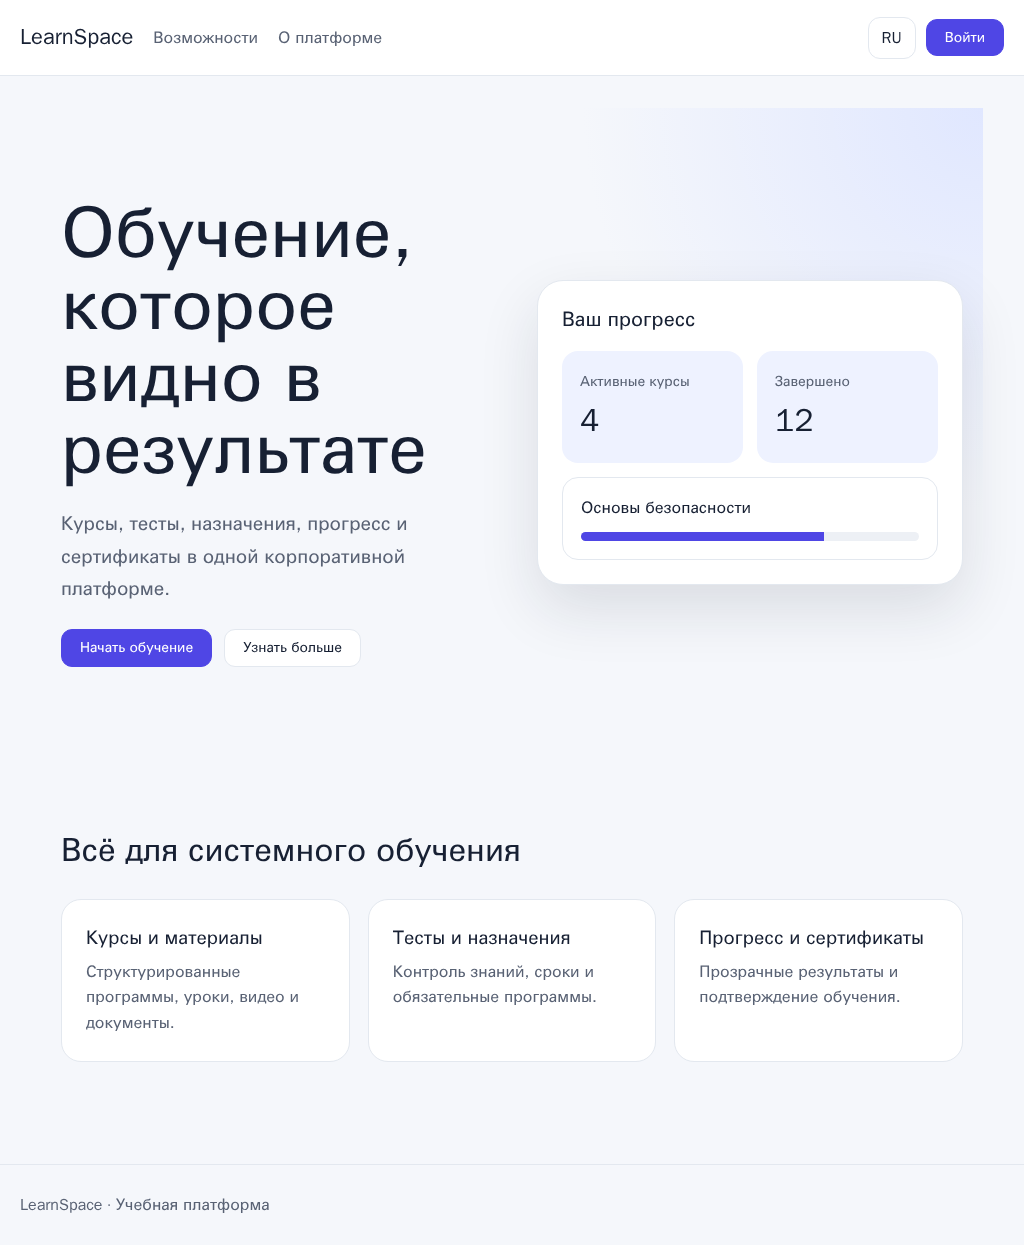 LearnSpace Возможности О платформе RU Войти
Обучение,
которое
видно в
результате
Курсы, тесты, назначения, прогресс и
сертификаты в одной корпоративной
платформе.
Начать обучение Узнать больше
Ваш прогресс
Активные курсы Завершено
4 12
Основы безопасности
Всё для системного обучения
Курсы и материалы
Структурированные
программы, уроки, видео и
документы.
Тесты и назначения
Контроль знаний, сроки и
обязательные программы.
Прогресс и сертификаты
Прозрачные результаты и
подтверждение обучения.
LearnSpace · Учебная платформа